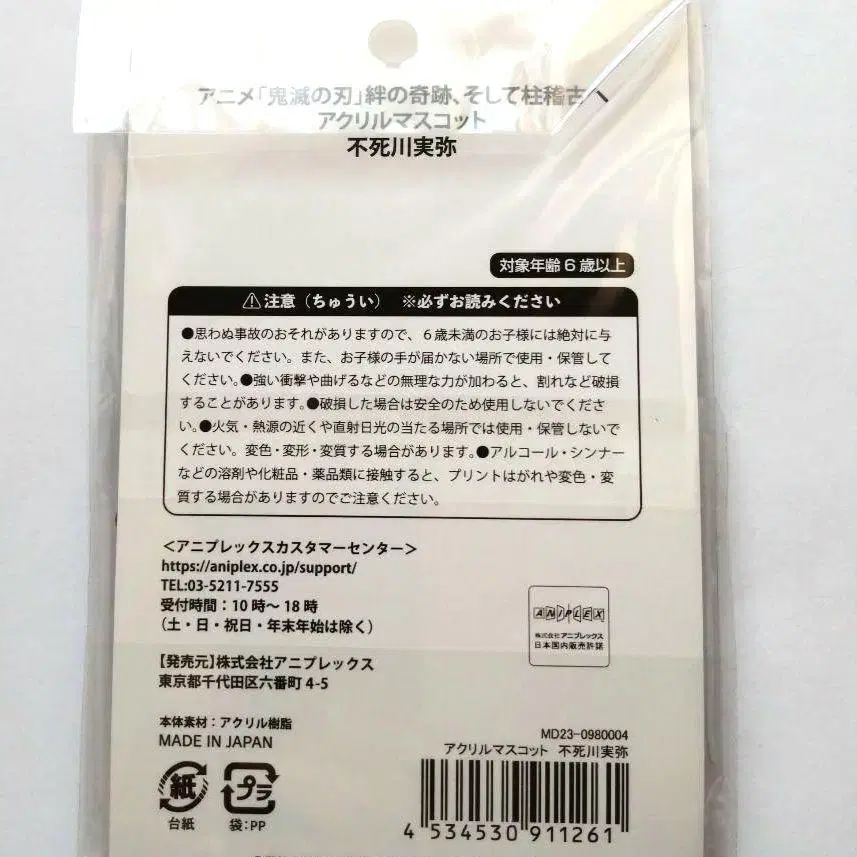 アニメ「鬼滅の刃」絆の奇跡、そして柱稽古へ
アクリルマスコット
不死川実弥
対象年齢6歳以上
⚠注意（ちゅうい） ※必ずお読みください
●思わぬ事故のおそれがありますので、６歳未満のお子様には絶対に与
えないでください。また、お子様の手が届かない場所で使用・保管して
ください。●強い衝撃や曲げるなどの無理な力が加わると、割れなど破損
することがあります。●破損した場合は安全のため使用しないでくださ
い。●火気・熱源の近くや直射日光の当たる場所では使用・保管しないで
ください。変色・変形・変質する場合があります。●アルコール・シンナー
などの溶剤や化粧品・薬品類に接触すると、プリントはがれや変色・変
質する場合がありますのでご注意ください。
＜アニプレックスカスタマーセンター＞
https://aniplex.co.jp/support/
TEL:03-5211-7555
受付時間：10時〜18時
（土・日・祝日・年末年始は除く）
ANIPLEX
株式会社アニプレックス
日本国内販売許諾
【発売元】株式会社アニプレックス
東京都千代田区六番町4-5
本体素材：アクリル樹脂
MADE IN JAPAN
MD23-0980004
アクリルマスコット 不死川実弥
紙
プラ
台紙
袋：PP
4 534530 911261